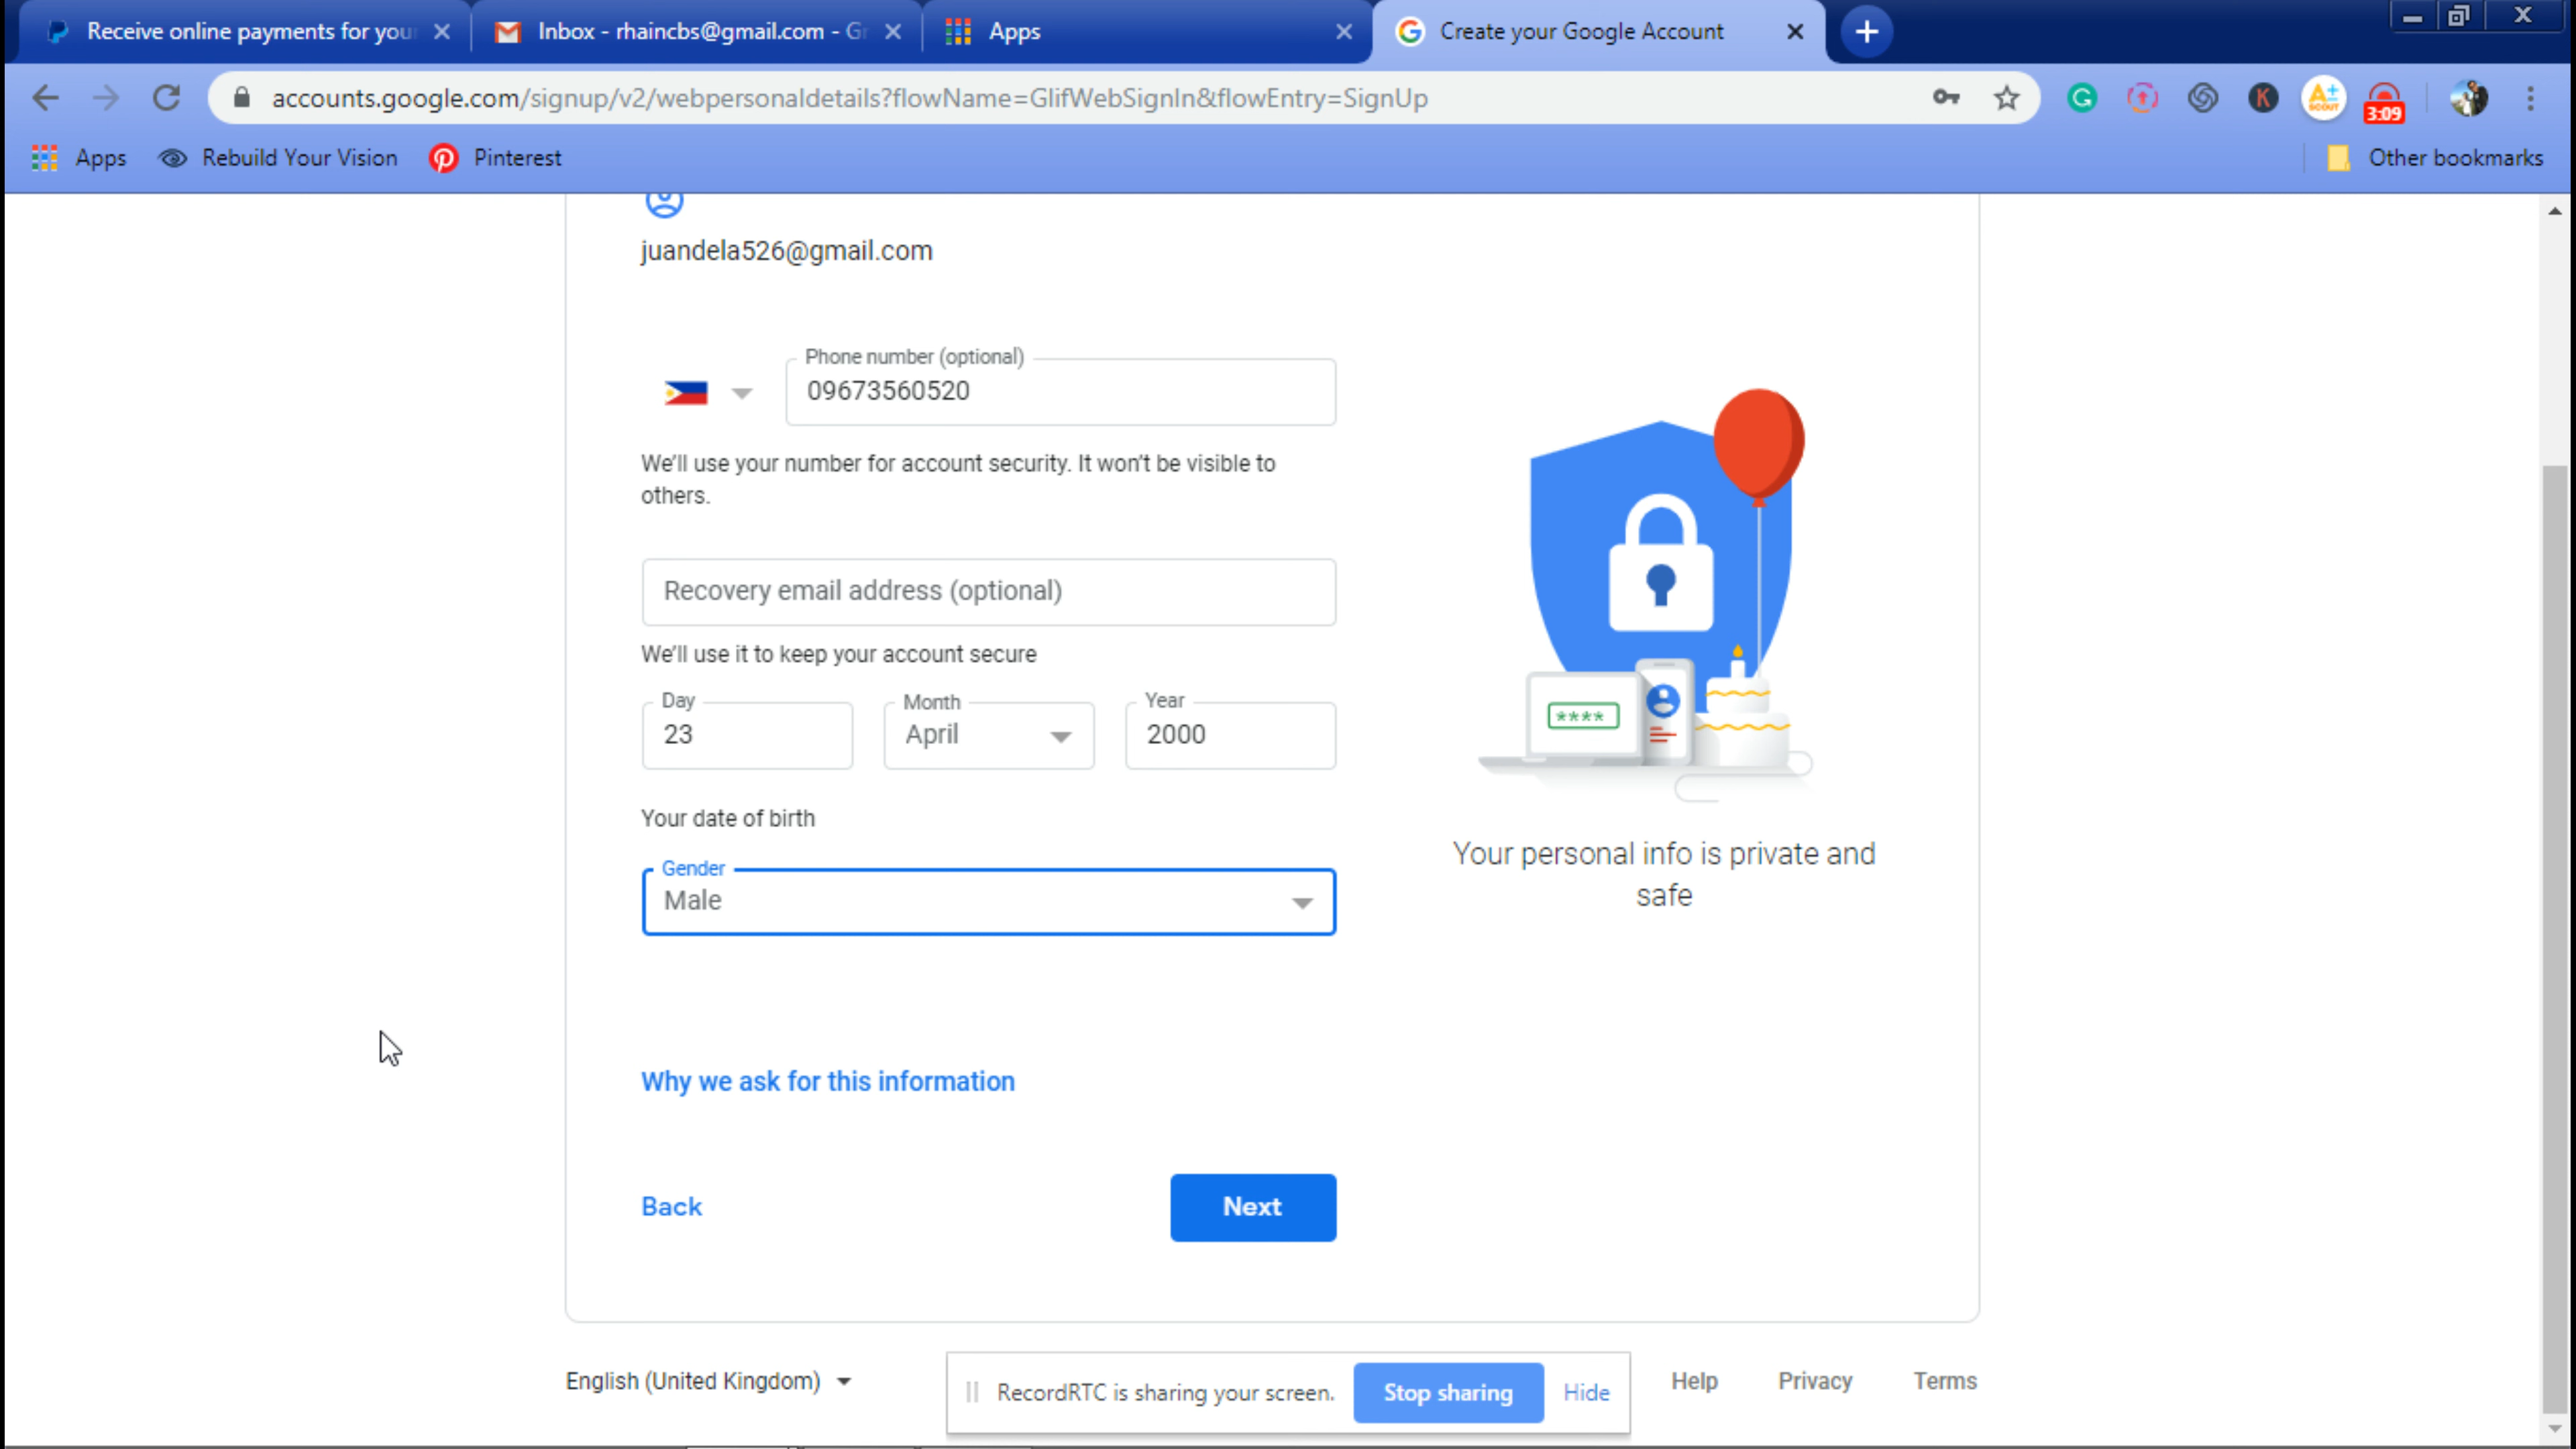 Receive online payments for you
Inbox - rhaincbs@gmail.com - G
Apps
Create your Google Account
accounts.google.com/signup/v2/webpersonaldetails?flowName=GlifWebSignIn&flowEntry=SignUp
3:09
Apps
Rebuild Your Vision
Pinterest
Other bookmarks
juandela526@gmail.com
Phone number (optional)
09673560520
We'll use your number for account security. It won't be visible to
others.
Recovery email address (optional)
We'll use it to keep your account secure
Day
23
Month
April
Year
2000
Your date of birth
Gender
Male
****
Your personal info is private and
safe
Why we ask for this information
Back
Next
English (United Kingdom)
RecordRTC is sharing your screen.
Stop sharing
Hide
Help
Privacy
Terms